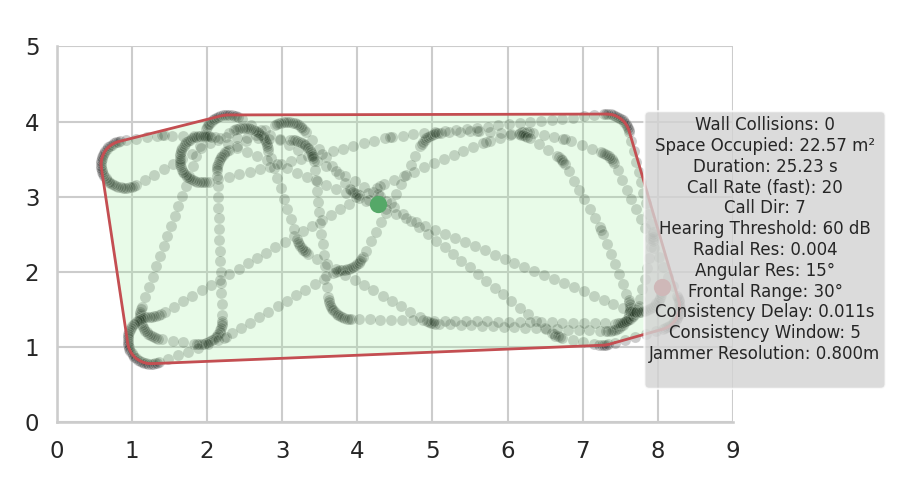 5
4
3
2
1
0
0 1 2 3 4 5 6 7 8 9
Wall Collisions: 0
Space Occupied: 22.57 m²
Duration: 25.23 s
Call Rate (fast): 20
Call Dir: 7
Hearing Threshold: 60 dB
Radial Res: 0.004
Angular Res: 15°
Frontal Range: 30°
Consistency Delay: 0.011s
Consistency Window: 5
Jammer Resolution: 0.800m